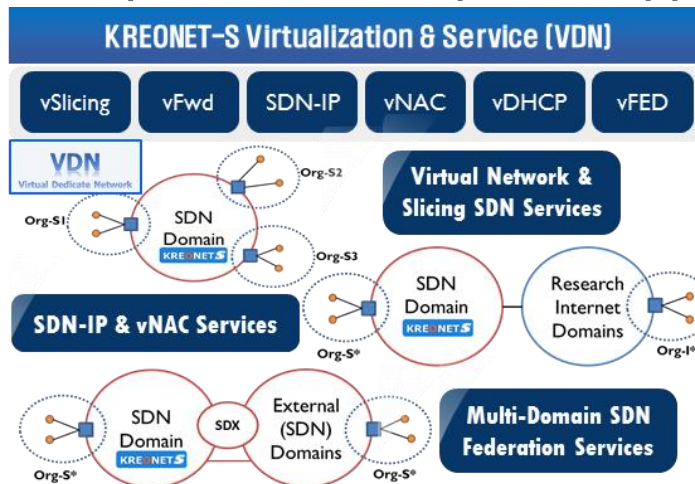 KREONET-S Virtualization & Service (VDN)
vSlicing
vFwd
SDN-IP
vNAC
vDHCP
vFED
VDN
Virtual Dedicate Network
Org-S2
Org-S1
SDN
Domain
KREONET S
Org-S3
Virtual Network &
Slicing SDN Services
SDN-IP & vNAC Services
SDN
Domain
KREONET S
Research
Internet
Domains
Org-S*
Org-I*
SDN
Domain
KREONET S
SDX
External
(SDN)
Domains
Org-S*
Org-S*
Multi-Domain SDN
Federation Services